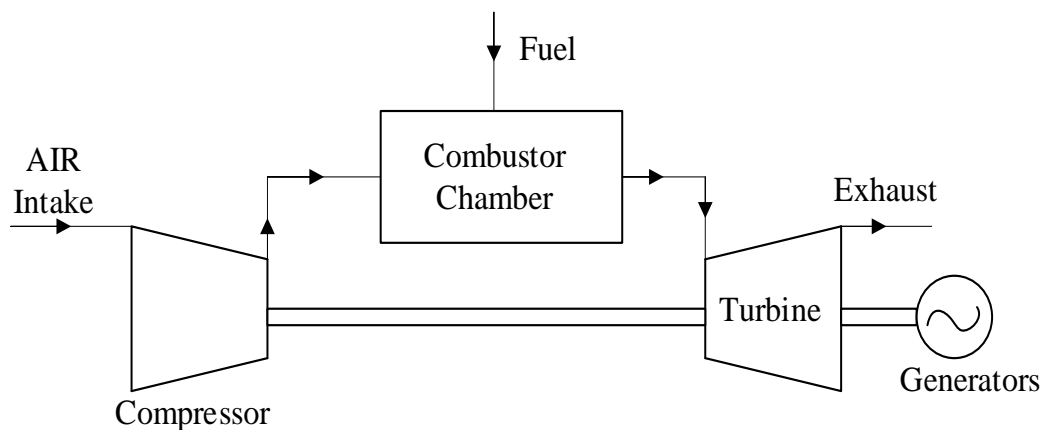 Fuel
Combustor
Chamber
AIR
Intake
Exhaust
Turbine
Generators
Compressor